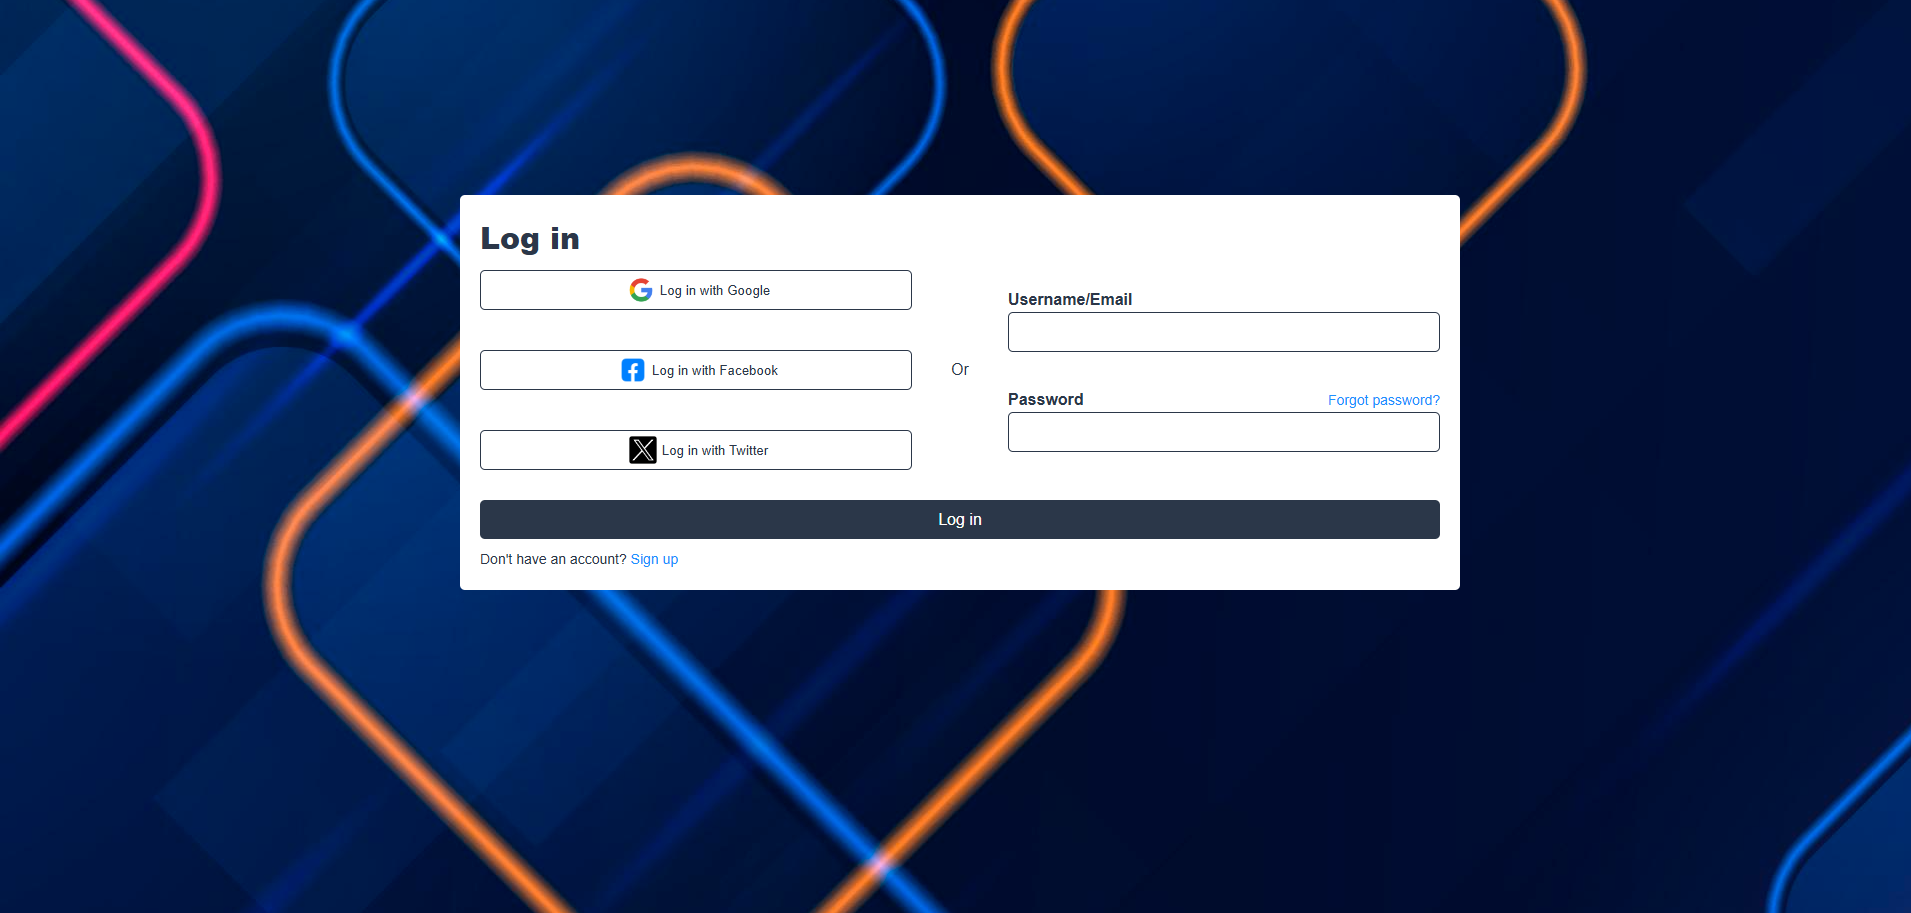 Log in
Log in with Google
Log in with Facebook
Log in with Twitter
Or
Username/Email
Password
Forgot password?
Log in
Don't have an account? Sign up